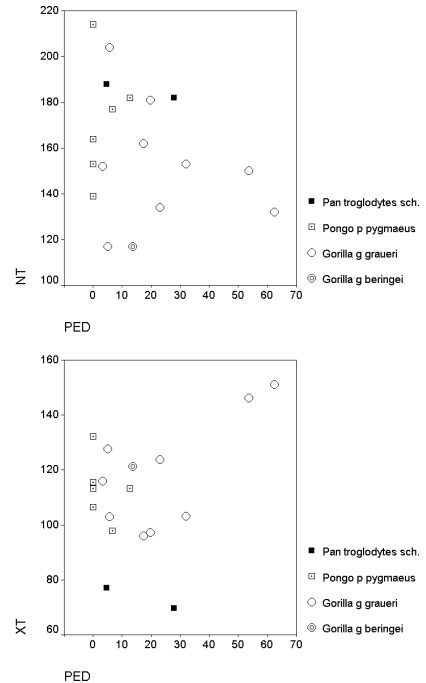 220
200
180
160
140
120
100
NT
0 10 20 30 40 50 60 70
PED
Pan troglodytes sch.
Pongo p pygmaeus
Gorilla g graueri
Gorilla g beringei
160
140
120
100
80
60
XT
0 10 20 30 40 50 60 70
PED
Pan troglodytes sch.
Pongo p pygmaeus
Gorilla g graueri
Gorilla g beringei